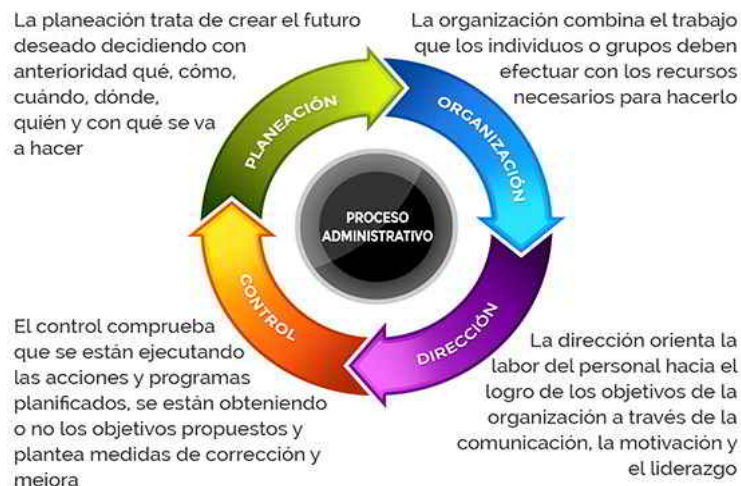 La planeación trata de crear el futuro
deseado decidiendo con
anterioridad qué, cómo,
cuándo, dónde,
quién y con qué se va
a hacer
La organización combina el trabajo
que los individuos o grupos deben
efectuar con los recursos
necesarios para hacerlo
PLANEACIÓN
ORGANIZACIÓN
PROCESO
ADMINISTRATIVO
CONTROL
DIRECCIÓN
El control comprueba
que se están ejecutando
las acciones y programas
planificados, se están obteniendo
o no los objetivos propuestos y
plantea medidas de corrección y
mejora
La dirección orienta la
labor del personal hacia el
logro de los objetivos de la
organización a través de la
comunicación, la motivación y
el liderazgo